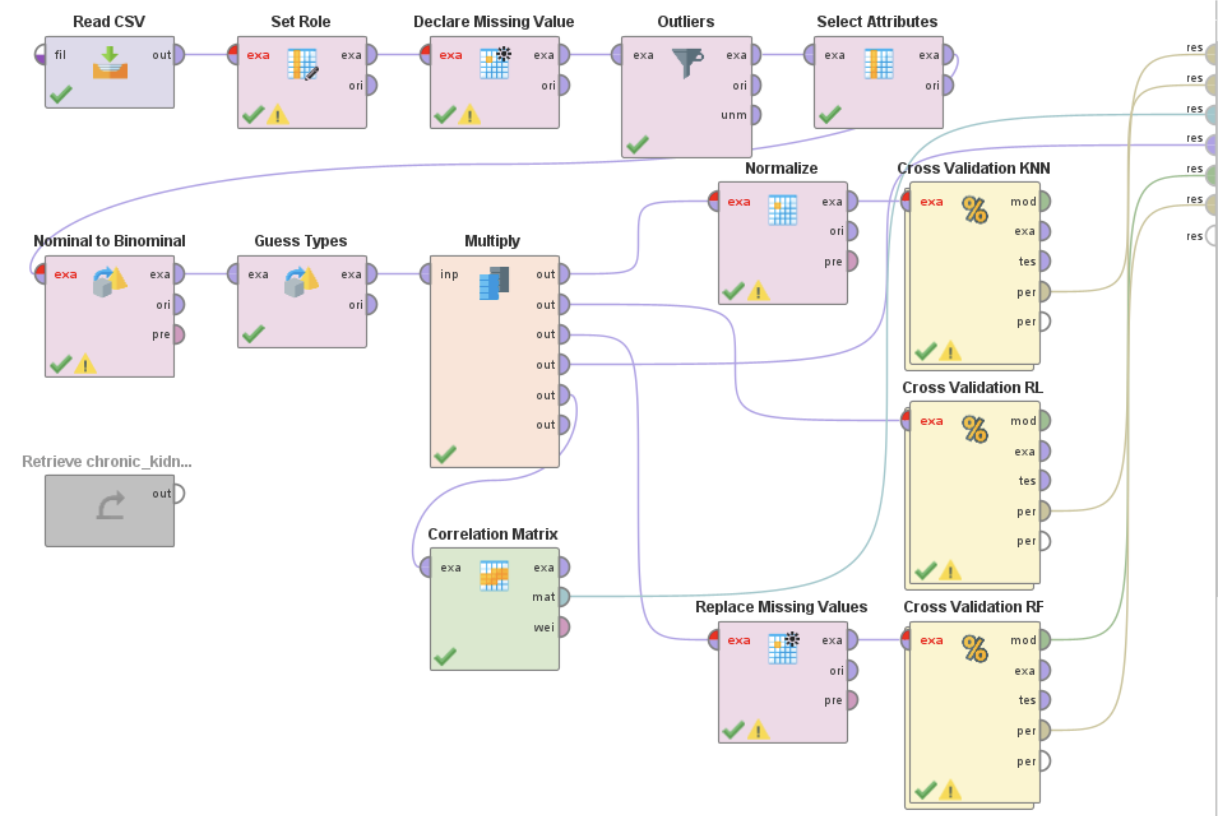 Read CSV
fil
out
Set Role
exa
exa
ori
Declare Missing Value
exa
exa
ori
Outliers
exa
exa
ori
unm
Select Attributes
exa
exa
ori
res
res
res
res
res
res
res
Normalize
exa
exa
ori
pre
Cross Validation KNN
exa
mod
exa
tes
per
per
Nominal to Binominal
exa
exa
ori
pre
Guess Types
exa
exa
ori
Multiply
inp
out
out
out
out
out
out
Cross Validation RL
exa
mod
exa
tes
per
per
Retrieve chronic_kidn...
out
Correlation Matrix
exa
exa
mat
wei
Replace Missing Values
exa
exa
ori
pre
Cross Validation RF
exa
mod
exa
tes
per
per